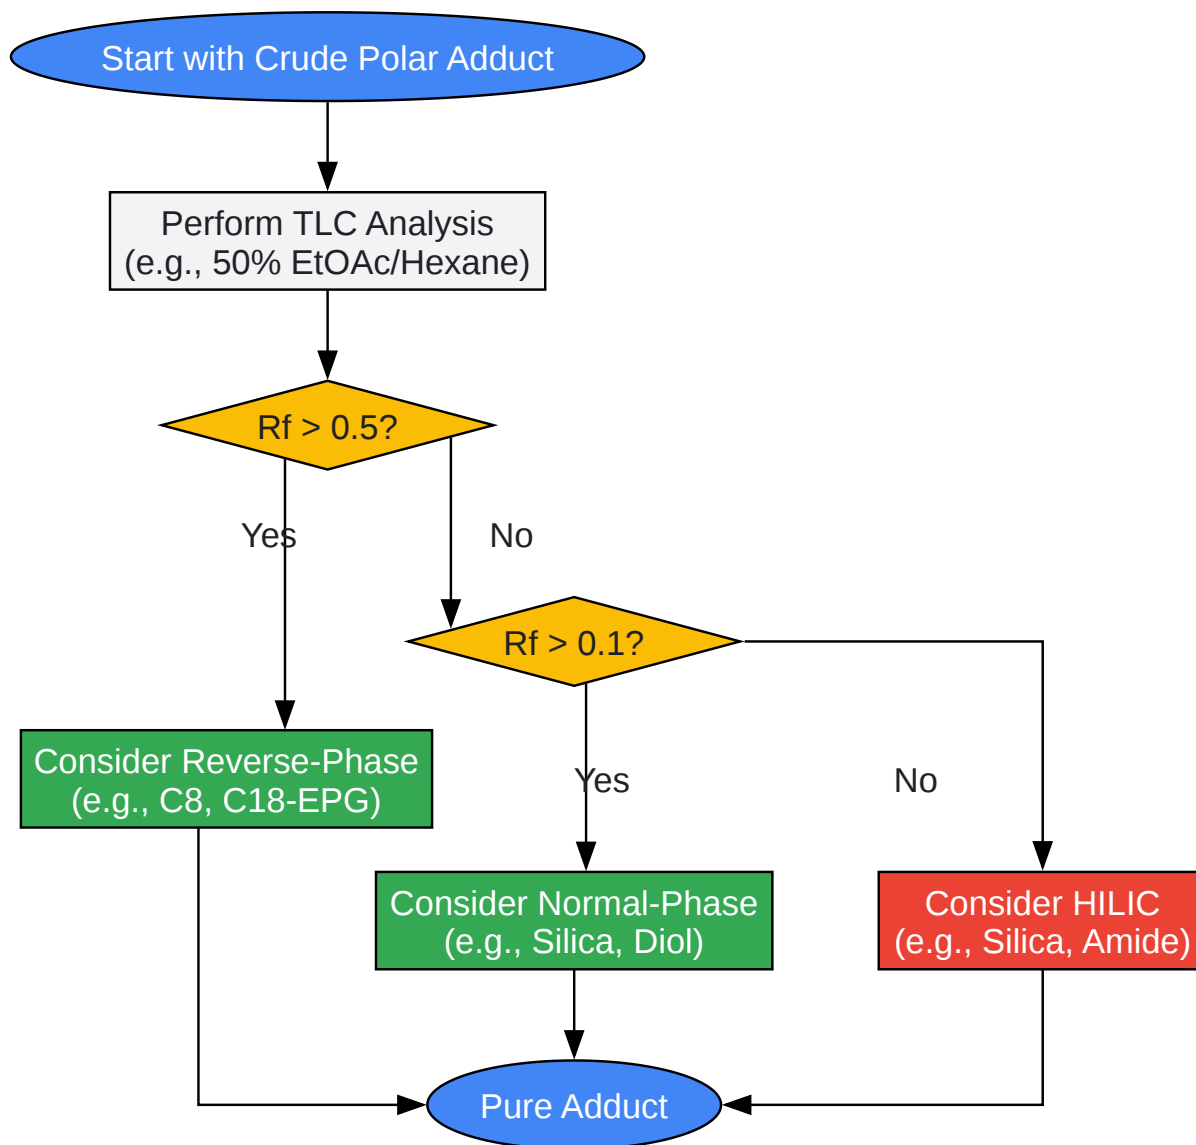 Start with Crude Polar Adduct
Perform TLC Analysis
(e.g., 50% EtOAc/Hexane)
Rf > 0.5?
Yes
No
Rf > 0.1?
Consider Reverse-Phase
(e.g., C8, C18-EPG)
Yes
No
Consider Normal-Phase
(e.g., Silica, Diol)
Consider HILIC
(e.g., Silica, Amide)
Pure Adduct